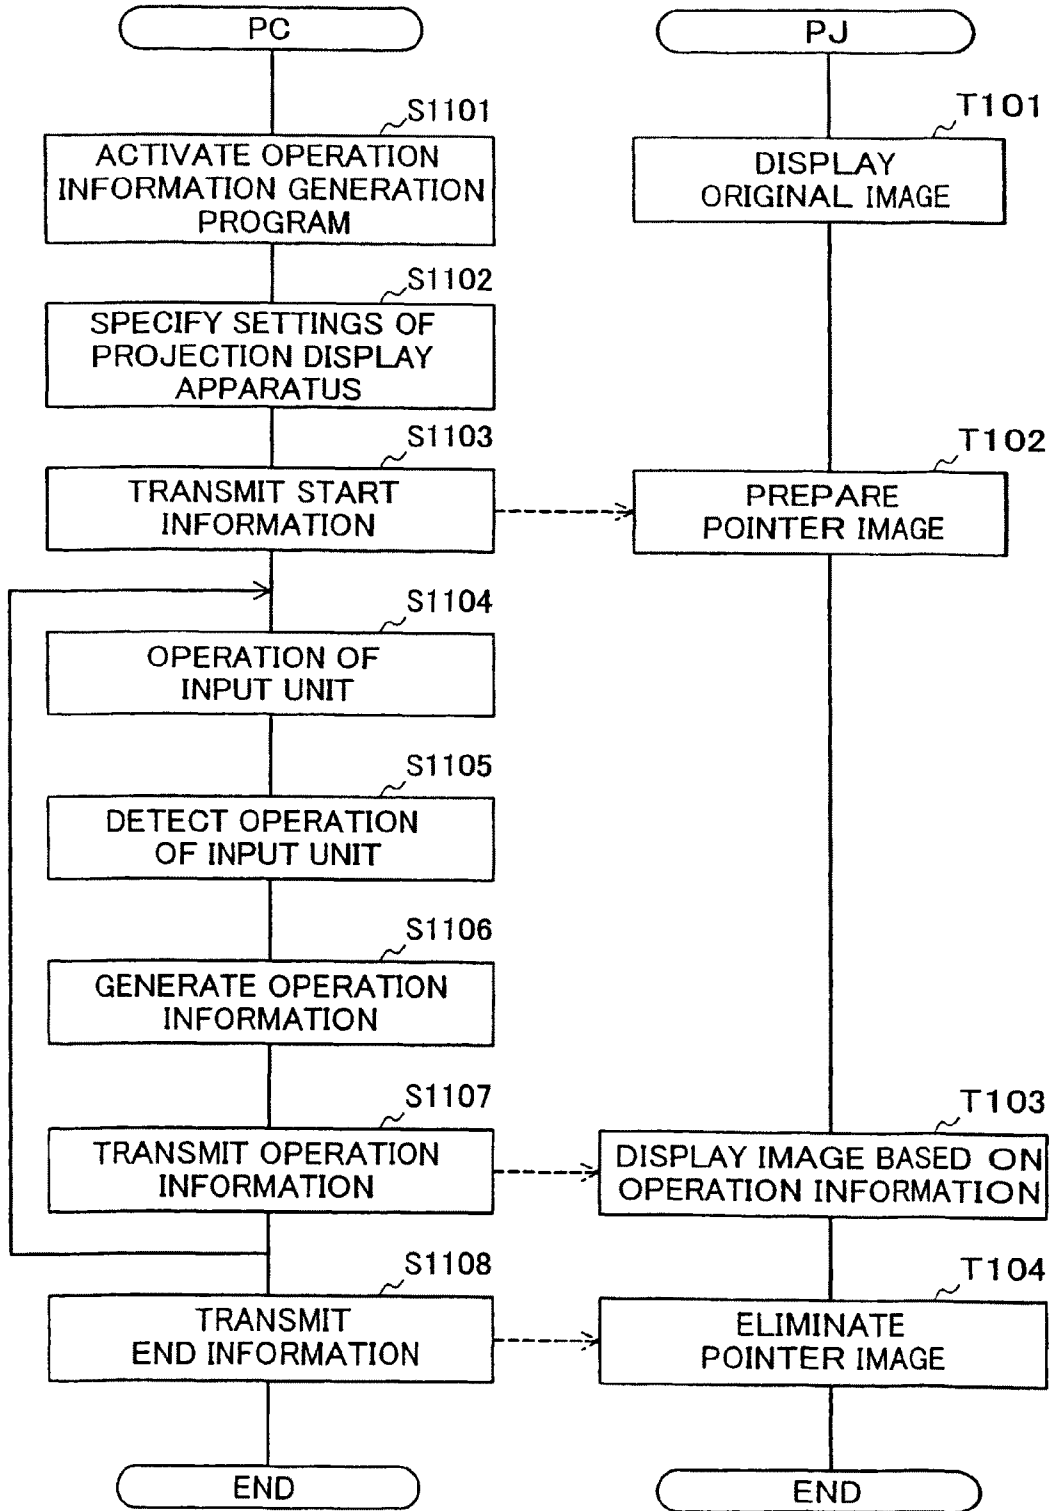 PC
S1101
ACTIVATE OPERATION
INFORMATION GENERATION
PROGRAM
S1102
SPECIFY SETTINGS OF
PROJECTION DISPLAY
APPARATUS
S1103
TRANSMIT START
INFORMATION
S1104
OPERATION OF
INPUT UNIT
S1105
DETECT OPERATION
OF INPUT UNIT
S1106
GENERATE OPERATION
INFORMATION
S1107
TRANSMIT OPERATION
INFORMATION
S1108
TRANSMIT
END INFORMATION
END
PJ
T101
DISPLAY
ORIGINAL IMAGE
T102
PREPARE
POINTER IMAGE
T103
DISPLAY IMAGE BASED ON
OPERATION INFORMATION
T104
ELIMINATE
POINTER IMAGE
END